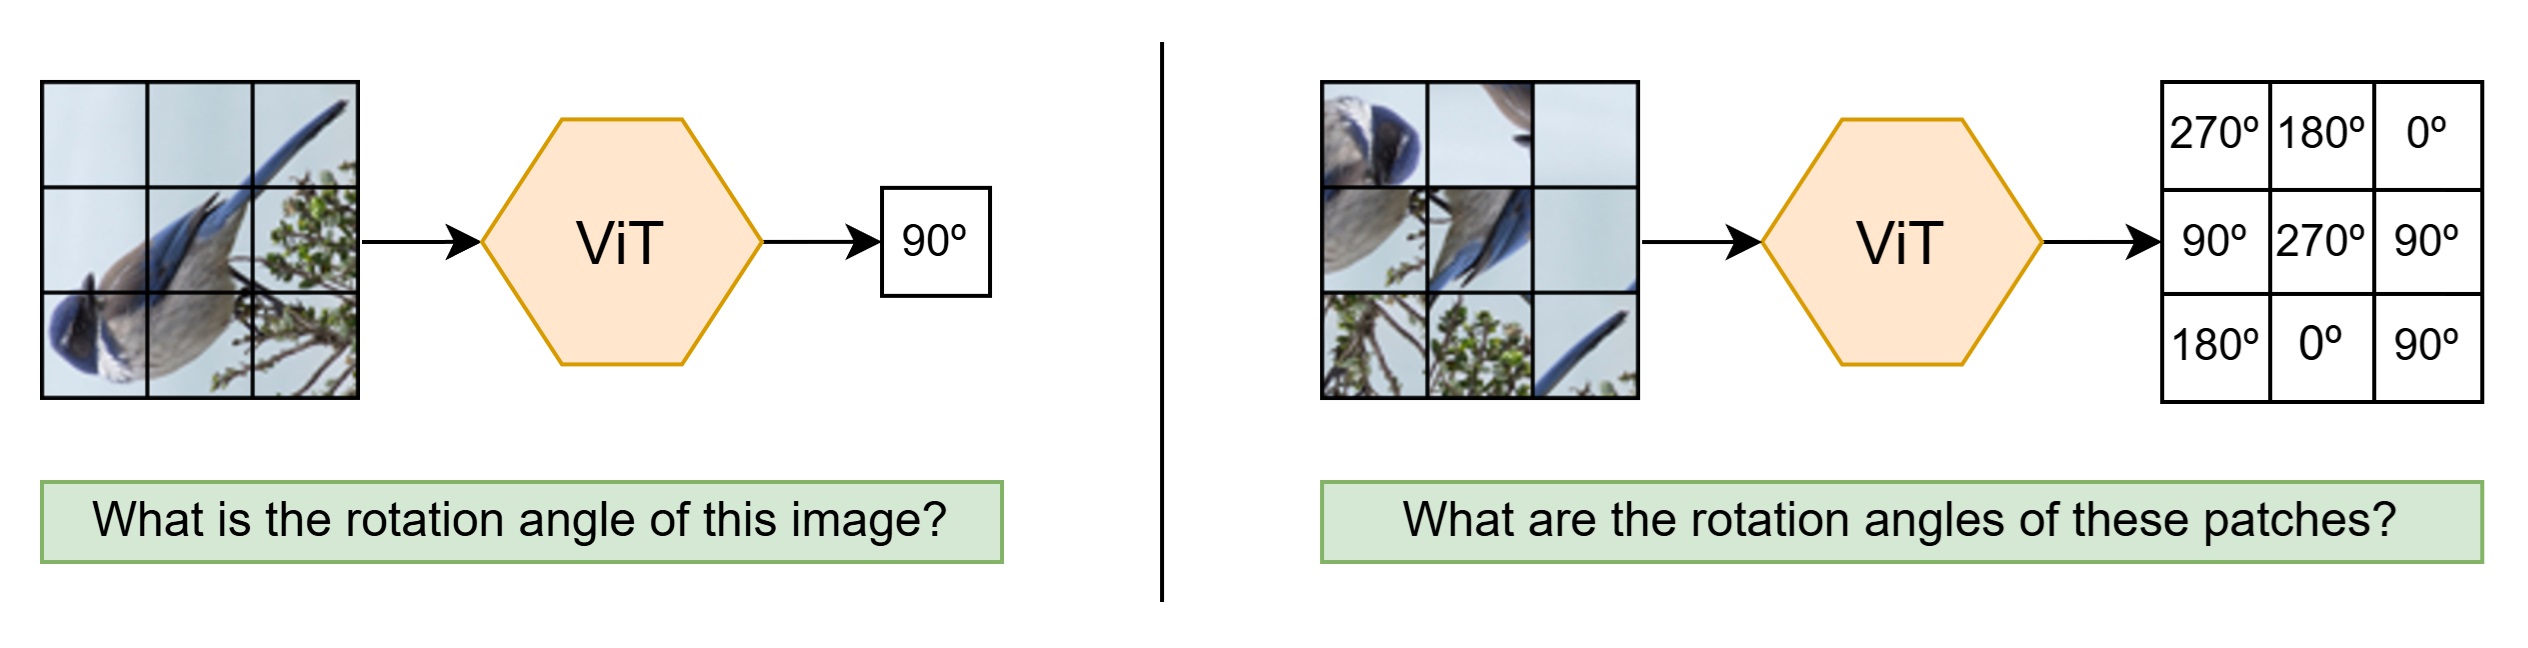 ViT
90º
What is the rotation angle of this image?
ViT
270º 180º 0º
90º 270º 90º
180º 0º 90º
What are the rotation angles of these patches?